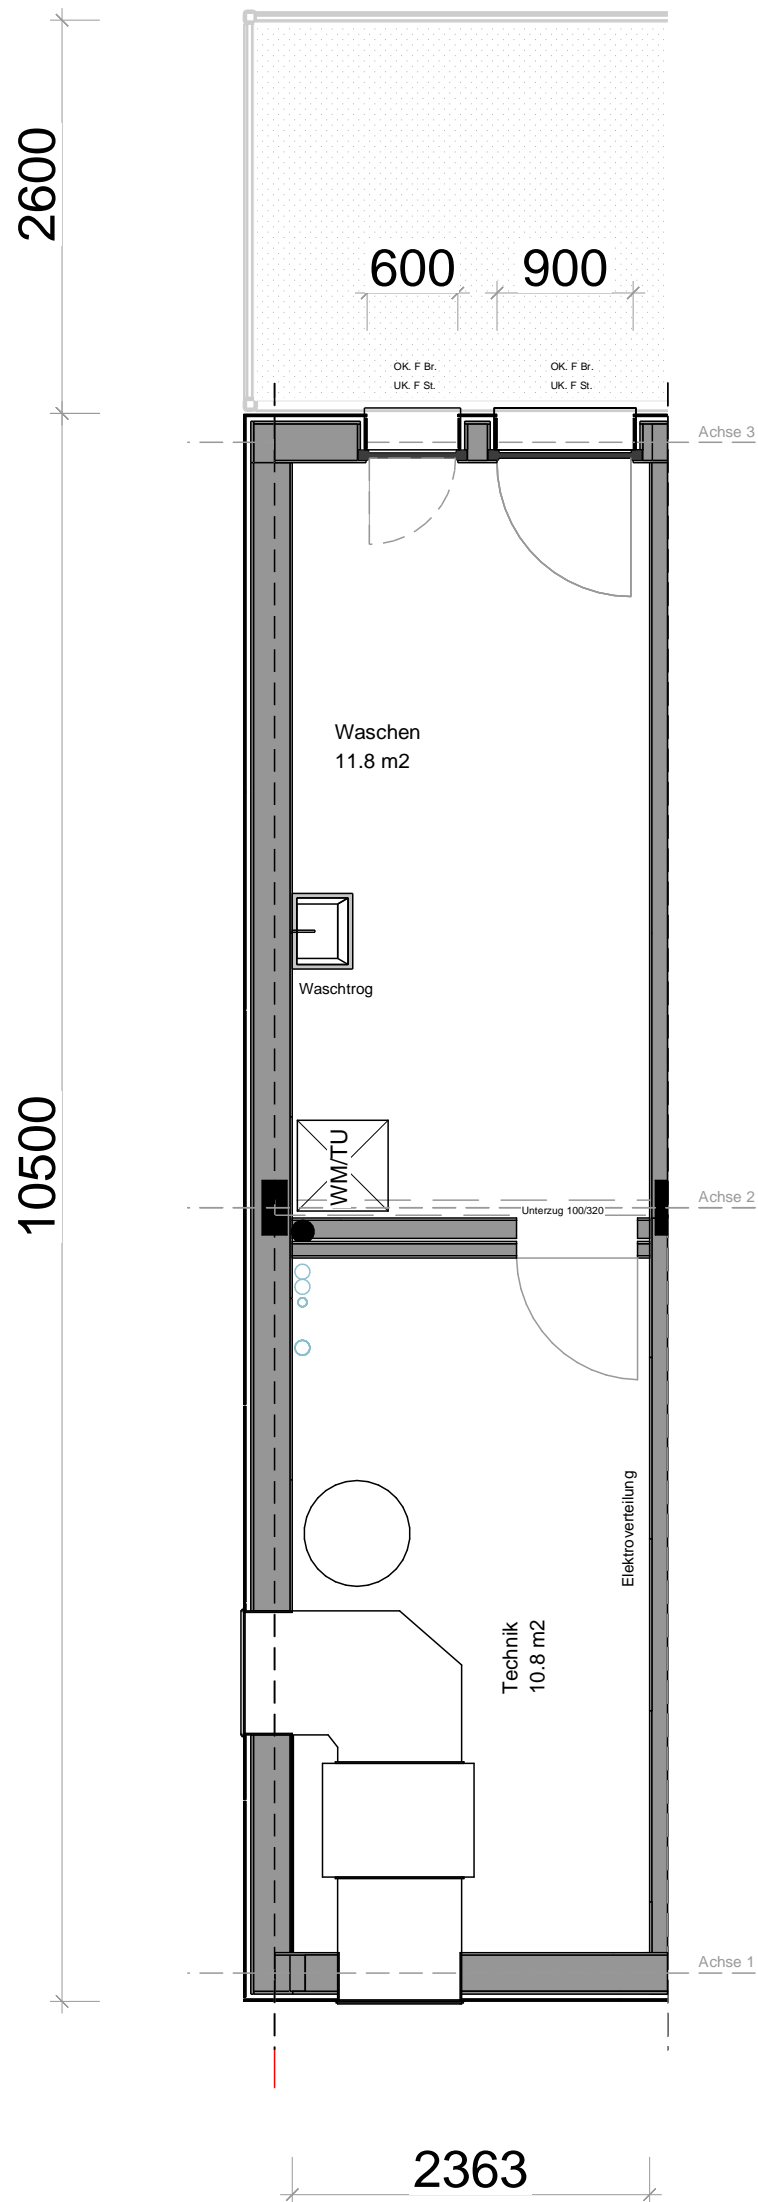 2600
600
900
OK. F Br.
UK. F St.
OK. F Br.
UK. F St.
Achse 3
Waschen
11.8 m2
Waschtrog
10500
WM/TU
Achse 2
Unterzug 100/320
Elektroverteilung
Technik
10.8 m2
Achse 1
2363